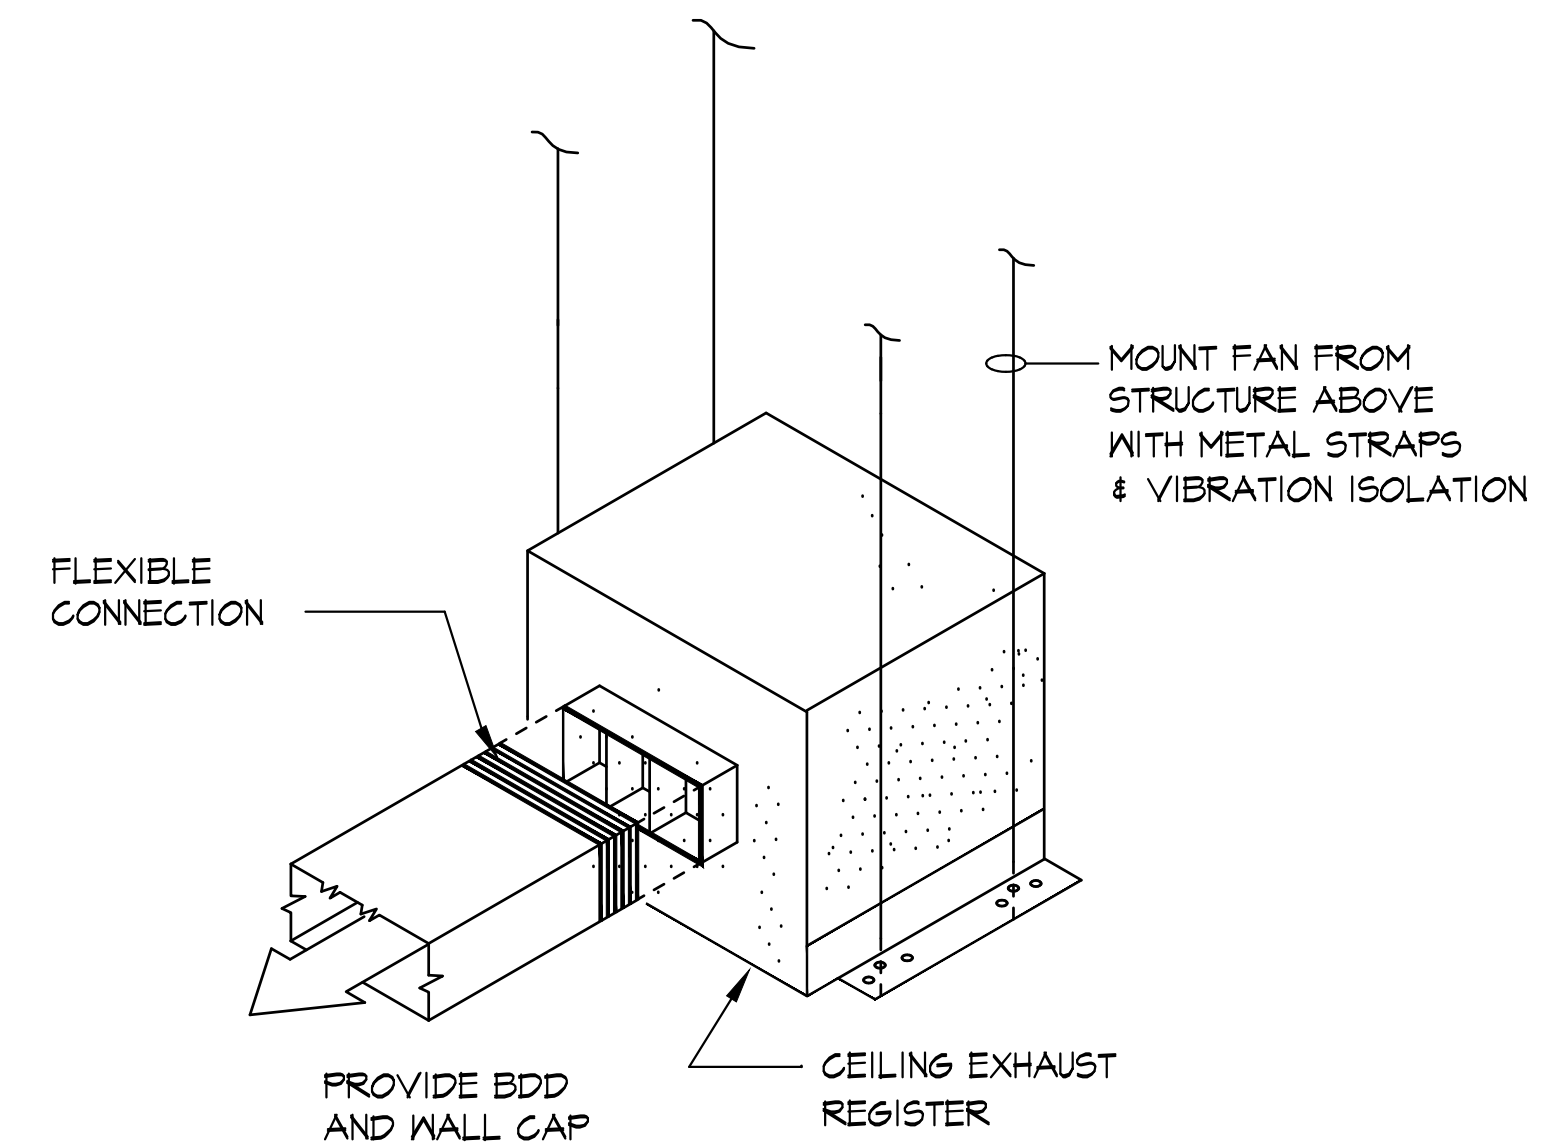 MOUNT FAN FROM
STRUCTURE ABOVE
WITH METAL STRAPS
& VIBRATION ISOLATION
FLEXIBLE
CONNECTION
CEILING EXHAUST
REGISTER
PROVIDE BDD
AND WALL CAP